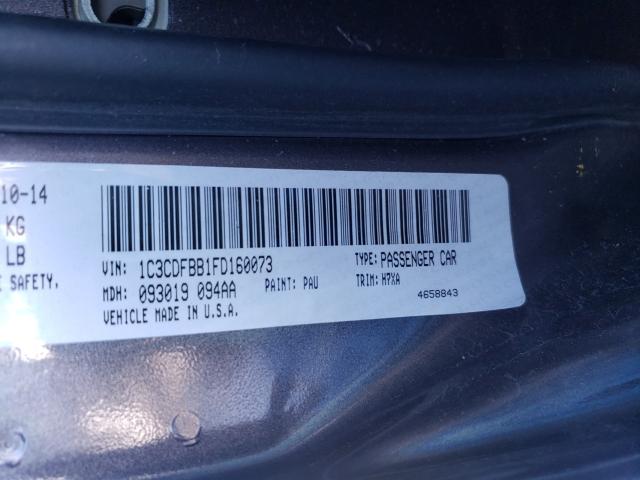 10-14
KG
LB
SAFETY.
VIN: 1C3CDFBB1FD160073 TYPE: PASSENGER CAR
MDH: 093019 094AA PAINT: PAU TRIM: H7XA
VEHICLE MADE IN U.S.A. 4658843